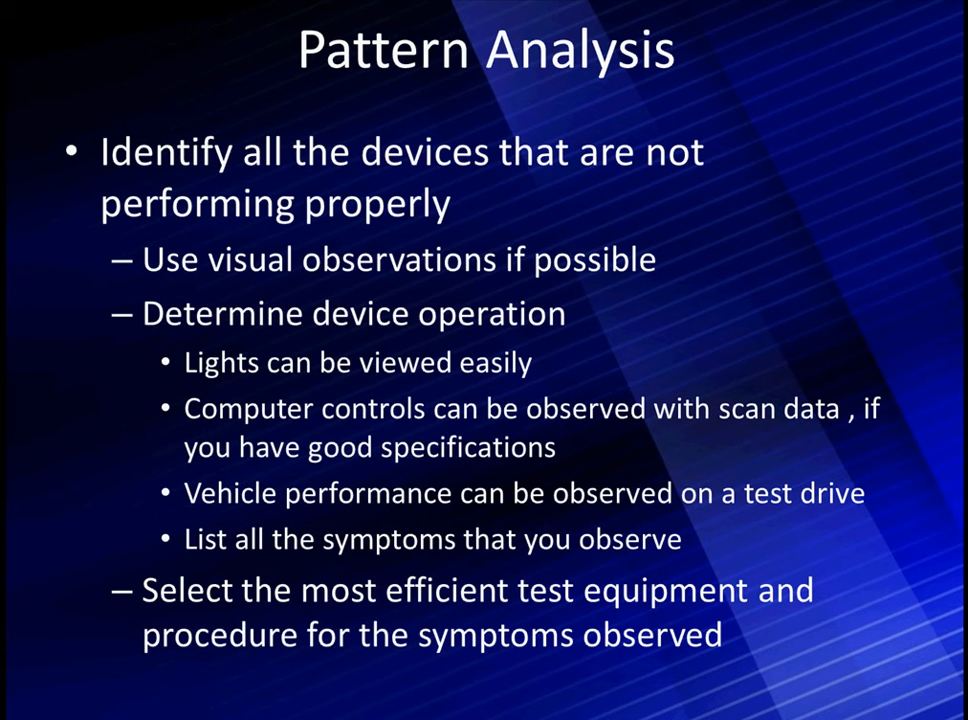 Pattern Analysis
• Identify all the devices that are not
performing properly
– Use visual observations if possible
– Determine device operation
• Lights can be viewed easily
• Computer controls can be observed with scan data , if
you have good specifications
• Vehicle performance can be observed on a test drive
• List all the symptoms that you observe
– Select the most efficient test equipment and
procedure for the symptoms observed